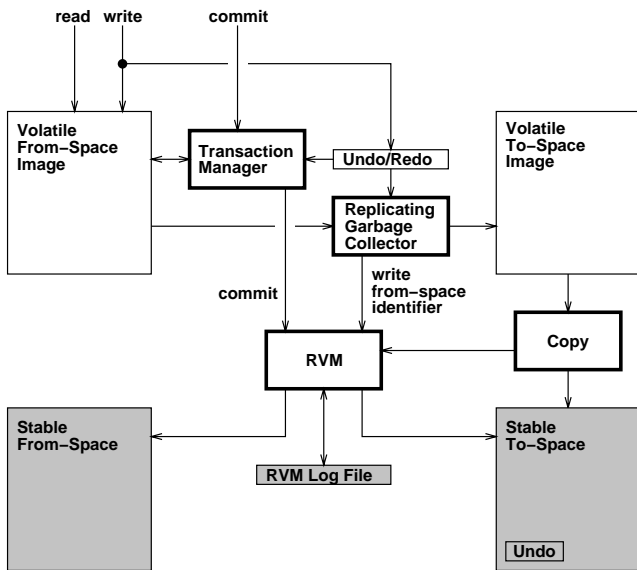 read write commit
Volatile
From-Space
Image
Transaction
Manager
Undo/Redo
Volatile
To-Space
Image
Replicating
Garbage
Collector
commit
write
from-space
identifier
RVM
Copy
Stable
From-Space
RVM Log File
Stable
To-Space
Undo